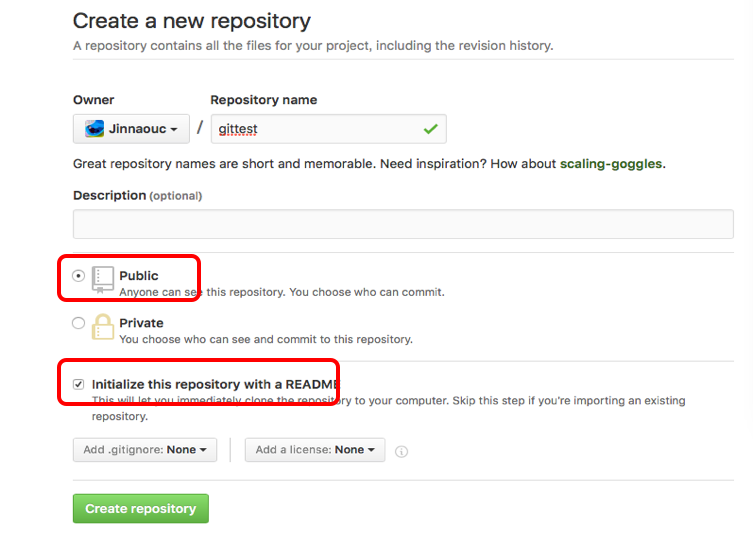 Create a new repository
A repository contains all the files for your project, including the revision history.
Owner
Repository name
Jinnaouc
/
gittest
Great repository names are short and memorable. Need inspiration? How about scaling-goggles.
Description (optional)
Public
Anyone can see this repository. You choose who can commit.
Private
You choose who can see and commit to this repository.
Initialize this repository with a README
This will let you immediately clone the repository to your computer. Skip this step if you're importing an existing
repository.
Add .gitignore: None
Add a license: None
Create repository